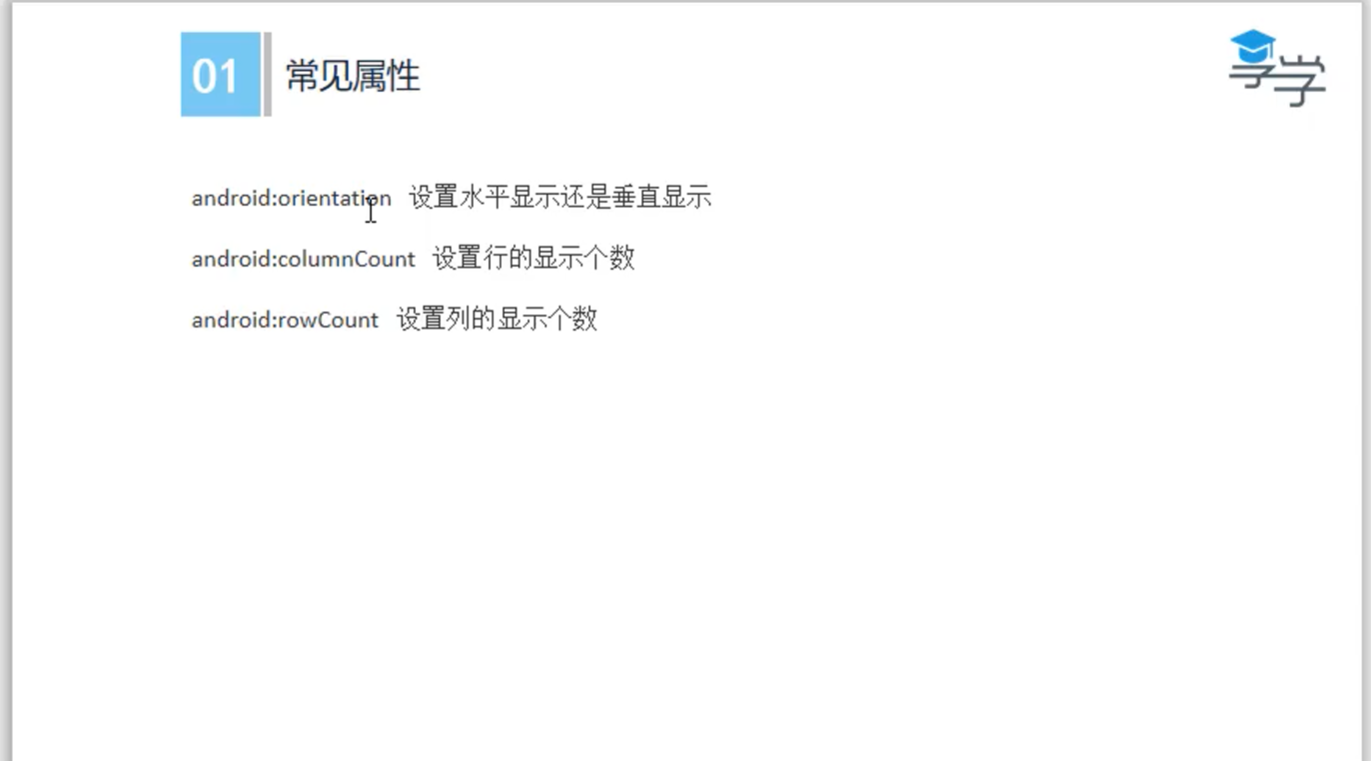 01 常见属性
享学
android:orientation 设置水平显示还是垂直显示
android:columnCount 设置行的显示个数
android:rowCount 设置列的显示个数